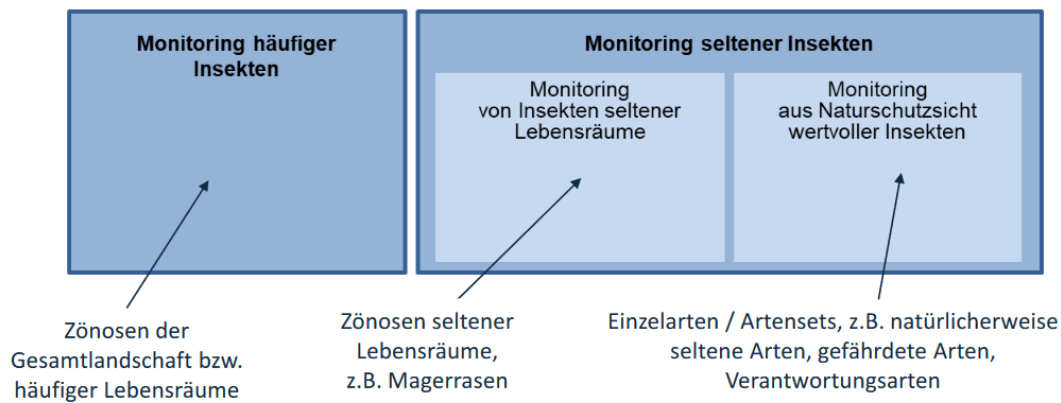 Monitoring häufiger
Insekten
Monitoring seltener Insekten
Monitoring
von Insekten seltener
Lebensräume
Monitoring
aus Naturschutzsicht
wertvoller Insekten
Zönosen der
Gesamtlandschaft bzw.
häufiger Lebensräume
Zönosen seltener
Lebensräume,
z.B. Magerrasen
Einzelarten / Artensets, z.B. natürlicherweise
seltene Arten, gefährdete Arten,
Verantwortungsarten